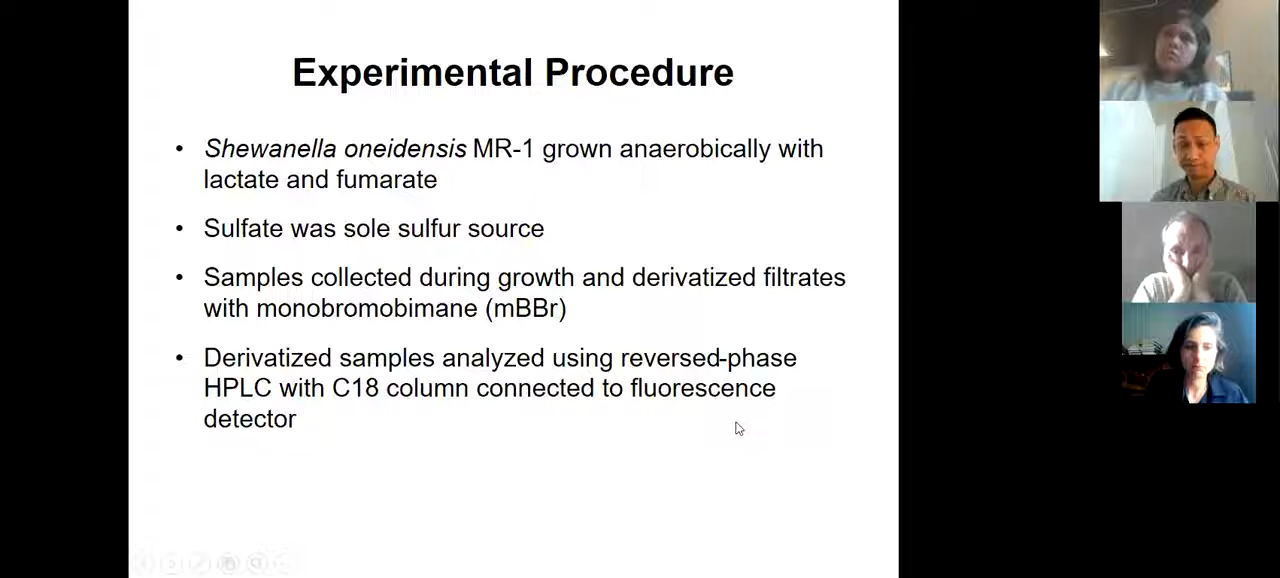 Experimental Procedure
• Shewanella oneidensis MR-1 grown anaerobically with
lactate and fumarate
• Sulfate was sole sulfur source
• Samples collected during growth and derivatized filtrates
with monobromobimane (mBBr)
• Derivatized samples analyzed using reversed-phase
HPLC with C18 column connected to fluorescence
detector